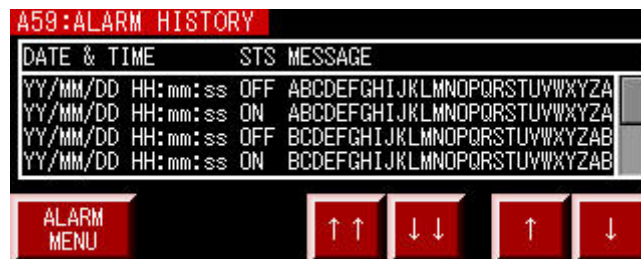 A59:ALARM HISTORY
DATE & TIME STS MESSAGE
YY/MM/DD HH:mm:ss OFF ABCDEFGHIJKLMNOPQRSTUVWXYZA
YY/MM/DD HH:mm:ss ON ABCDEFGHIJKLMNOPQRSTUVWXYZA
YY/MM/DD HH:mm:ss OFF BCDEFGHIJKLMNOPQRSTUVWXYZAB
YY/MM/DD HH:mm:ss ON BCDEFGHIJKLMNOPQRSTUVWXYZAB
ALARM
MENU
↑↑ ↓↓ ↑ ↓